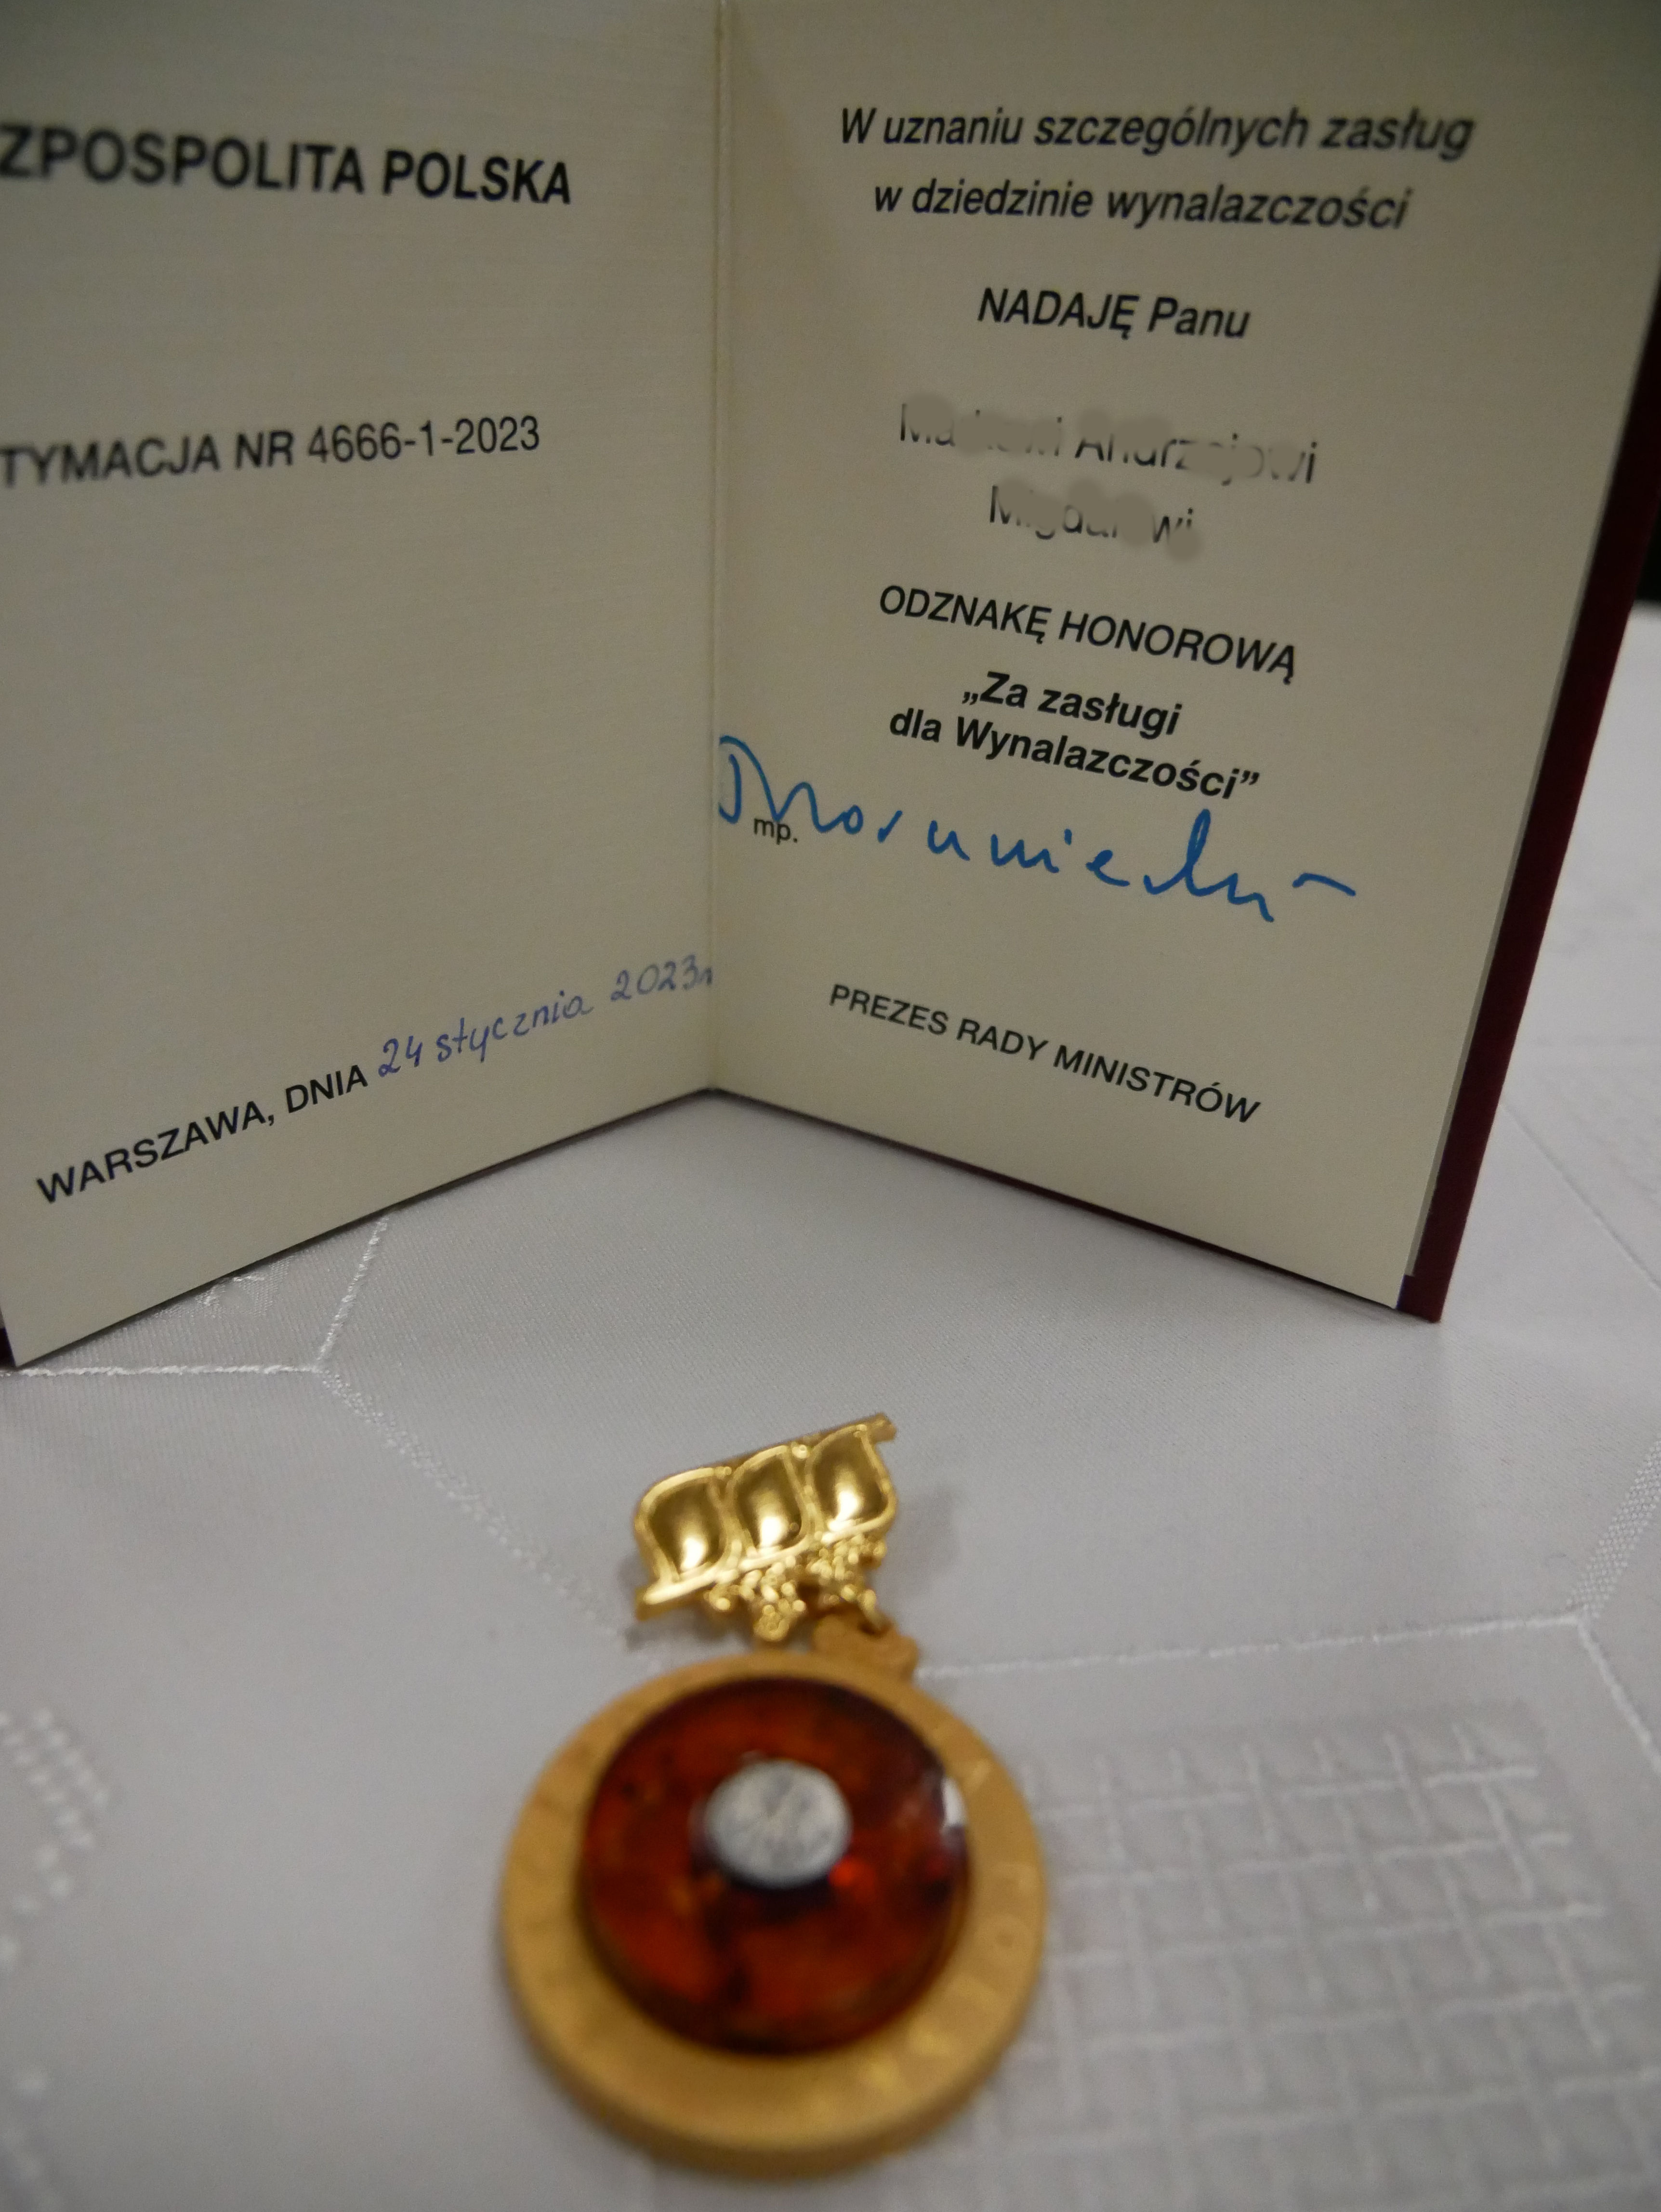 ZPOSPOLITA POLSKA
TYMACJA NR 4666-1-2023
WARSZAWA, DNIA 24 stycznia 2023r
W uznaniu szczególnych zasług
w dziedzinie wynalazczości
NADAJĘ Panu
ODZNAKĘ HONOROWĄ
„Za zasługi
dla Wynalazczości”
mp.
PREZES RADY MINISTRÓW